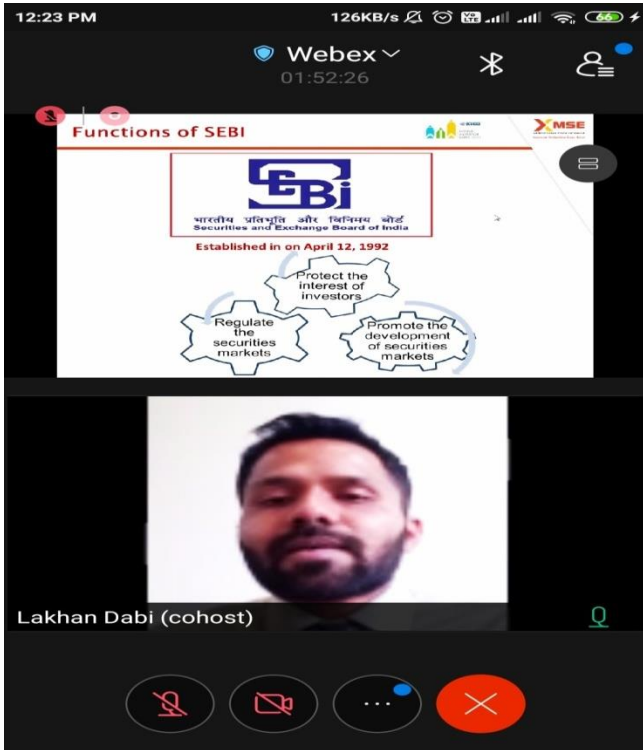 12:23 PM
126KB/s
66
Webex
01:52:26
Functions of SEBI
MSE
SEBI
भारतीय प्रतिभूति और विनिमय बोर्ड
Securities and Exchange Board of India
Established in on April 12, 1992
Protect the
interest of
investors
Regulate
the
securities
markets
Promote the
development
of securities
markets
Lakhan Dabi (cohost)